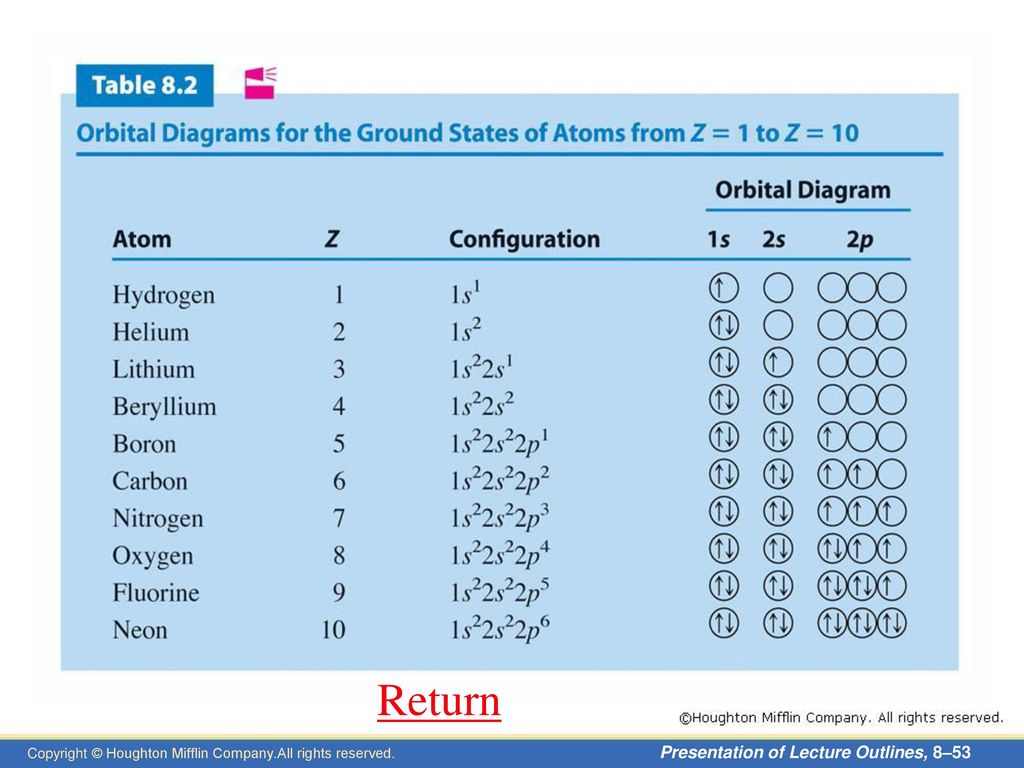 Table 8.2
Orbital Diagrams for the Ground States of Atoms from Z = 1 to Z = 10
Orbital Diagram
Atom Z Configuration 1s 2s 2p
Hydrogen 1 1s¹ ↑
Helium 2 1s² ↑↓
Lithium 3 1s²2s¹ ↑↓ ↑
Beryllium 4 1s²2s² ↑↓ ↑↓
Boron 5 1s²2s²2p¹ ↑↓ ↑↓ ↑
Carbon 6 1s²2s²2p² ↑↓ ↑↓ ↑ ↑
Nitrogen 7 1s²2s²2p³ ↑↓ ↑↓ ↑ ↑ ↑
Oxygen 8 1s²2s²2p⁴ ↑↓ ↑↓ ↑↓ ↑ ↑
Fluorine 9 1s²2s²2p⁵ ↑↓ ↑↓ ↑↓ ↑↓ ↑
Neon 10 1s²2s²2p⁶ ↑↓ ↑↓ ↑↓ ↑↓ ↑↓
Return
©Houghton Mifflin Company. All rights reserved.
Copyright © Houghton Mifflin Company.All rights reserved. Presentation of Lecture Outlines, 8–53